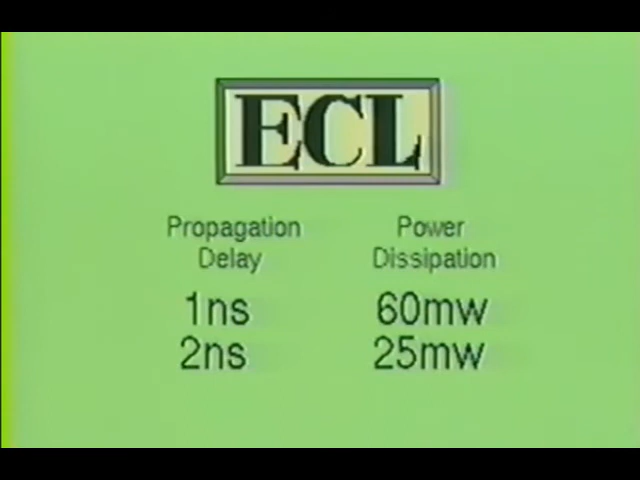 ECL
Propagation Delay
Power Dissipation
1ns 60mw
2ns 25mw